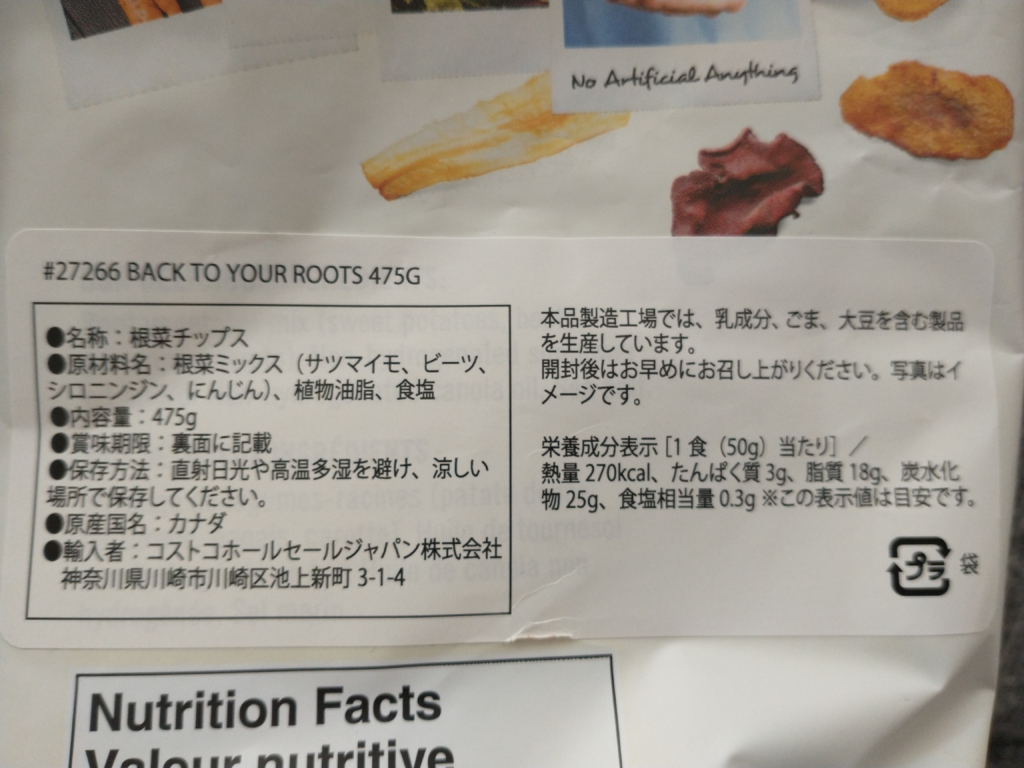 No Artificial Anything
#27266 BACK TO YOUR ROOTS 475G
●名称：根菜チップス
●原材料名：根菜ミックス（サツマイモ、ビーツ、
シロニンジン、にんじん）、植物油脂、食塩
●内容量：475g
●賞味期限：裏面に記載
●保存方法：直射日光や高温多湿を避け、涼しい
場所で保存してください。
●原産国名：カナダ
●輸入者：コストコホールセールジャパン株式会社
神奈川県川崎市川崎区池上新町 3-1-4
本品製造工場では、乳成分、ごま、大豆を含む製品
を生産しています。
開封後はお早めにお召し上がりください。写真はイ
メージです。
栄養成分表示［1 食（50g）当たり］／
熱量 270kcal、たんぱく質 3g、脂質 18g、炭水化
物 25g、食塩相当量 0.3g ※この表示値は目安です。
プラ 袋
Nutrition Facts
Valeur nutritive